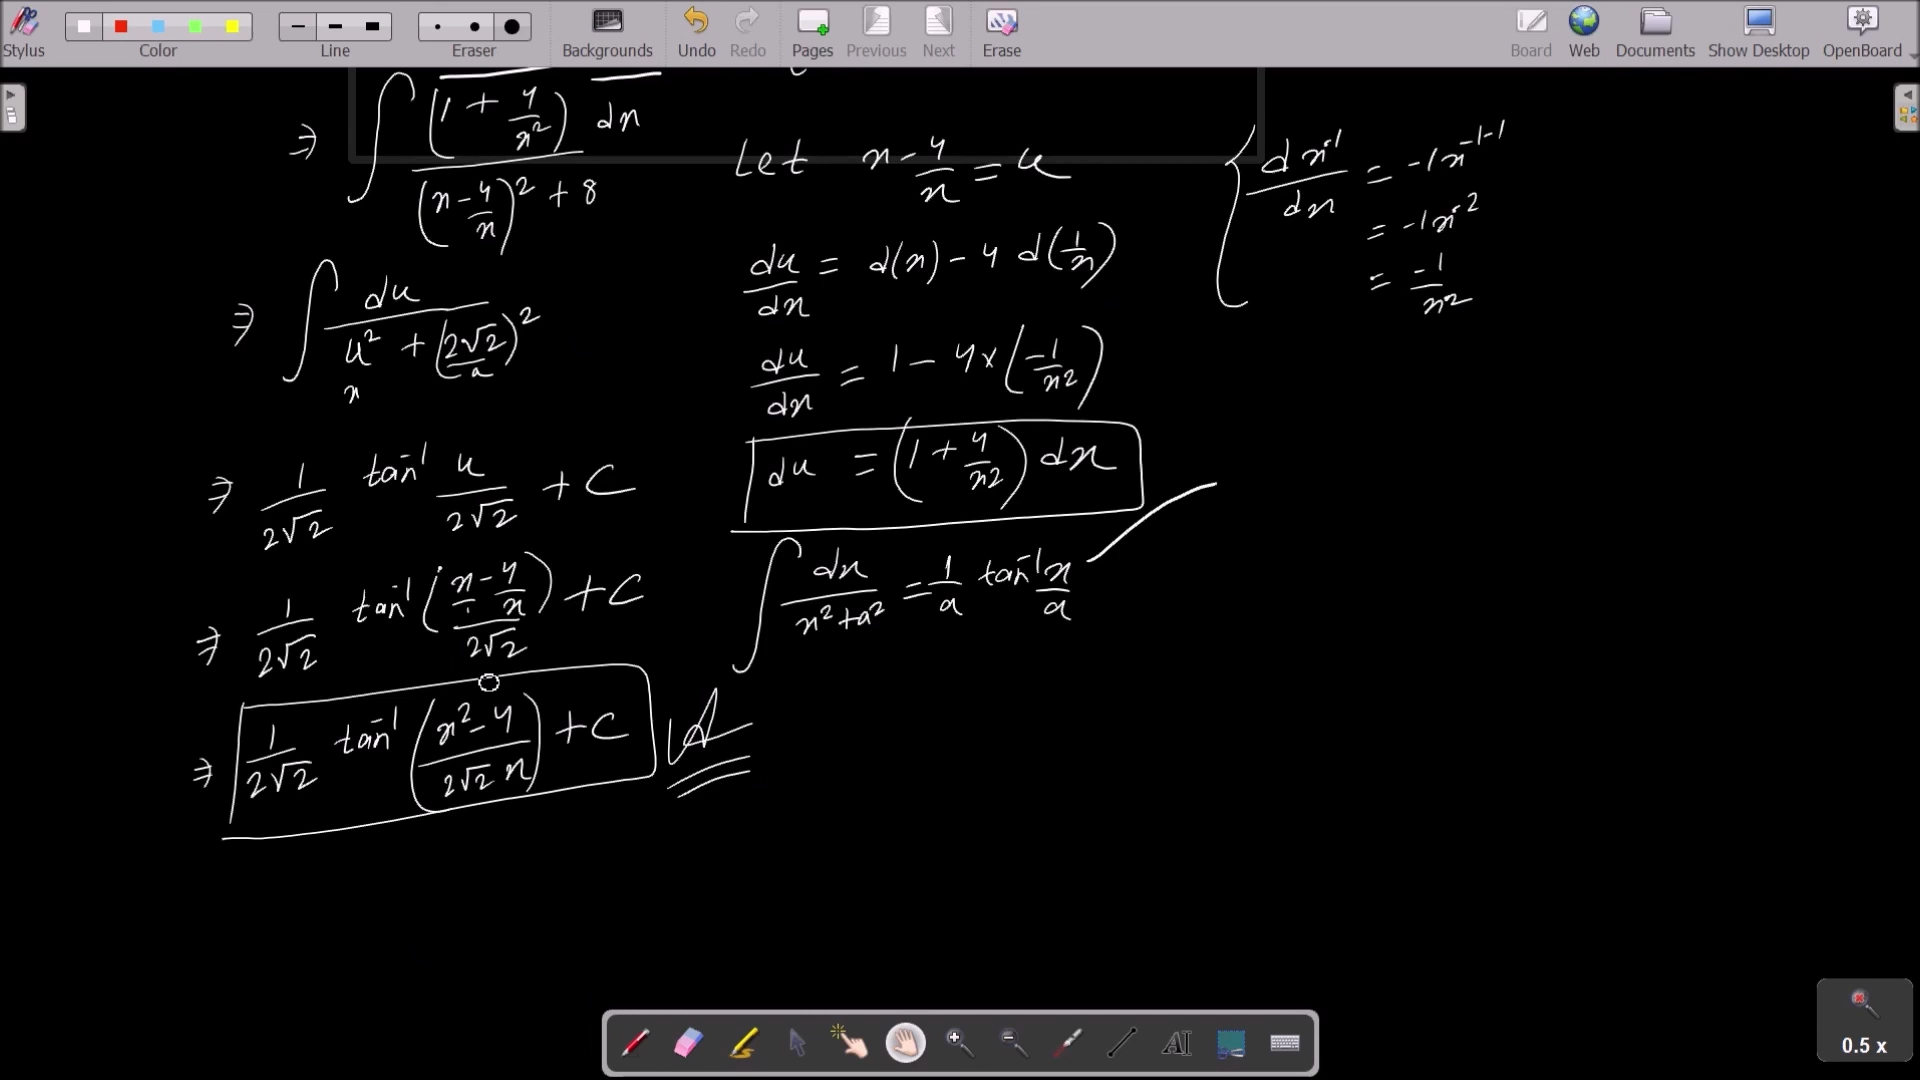 Stylus Color Line Eraser Backgrounds Undo Redo Pages Previous Next Erase Board Web Documents Show Desktop OpenBoard
⇒ ∫ (1 + 4/x²) dx / ((x - 4/x)² + 8)
Let x - 4/x = u
{ dx⁻¹/dx = -1x⁻¹⁻¹
= -1x⁻²
= -1/x²
du/dx = d(x) - 4 d(1/x)
⇒ ∫ du / (u² + (2√2)²)
x a
du/dx = 1 - 4 × (-1/x²)
du = (1 + 4/x²) dx
⇒ 1/2√2 tan⁻¹ u/2√2 + C
∫ dx/(x² + a²) = 1/a tan⁻¹ x/a
⇒ 1/2√2 tan⁻¹ ((x - 4/x)/2√2) + C
⇒ 1/2√2 tan⁻¹ ((x² - 4)/(2√2 x)) + C
0.5 x